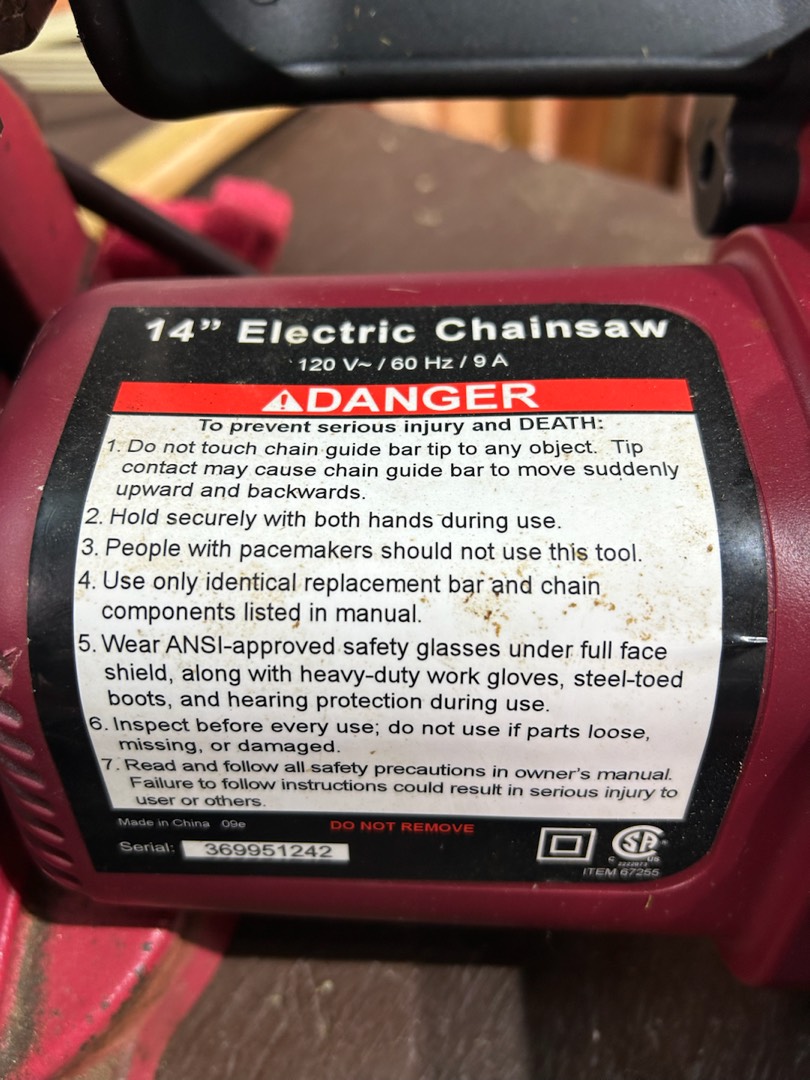 14” Electric Chainsaw
120 V~ / 60 Hz / 9 A
⚠DANGER
To prevent serious injury and DEATH:
1. Do not touch chain guide bar tip to any object. Tip
contact may cause chain guide bar to move suddenly
upward and backwards.
2. Hold securely with both hands during use.
3. People with pacemakers should not use this tool.
4. Use only identical replacement bar and chain
components listed in manual.
5. Wear ANSI-approved safety glasses under full face
shield, along with heavy-duty work gloves, steel-toed
boots, and hearing protection during use.
6. Inspect before every use; do not use if parts loose,
missing, or damaged.
7. Read and follow all safety precautions in owner's manual.
Failure to follow instructions could result in serious injury to
user or others.
Made in China 09e
DO NOT REMOVE
Serial: 369951242
SA
C US
ITEM 67255